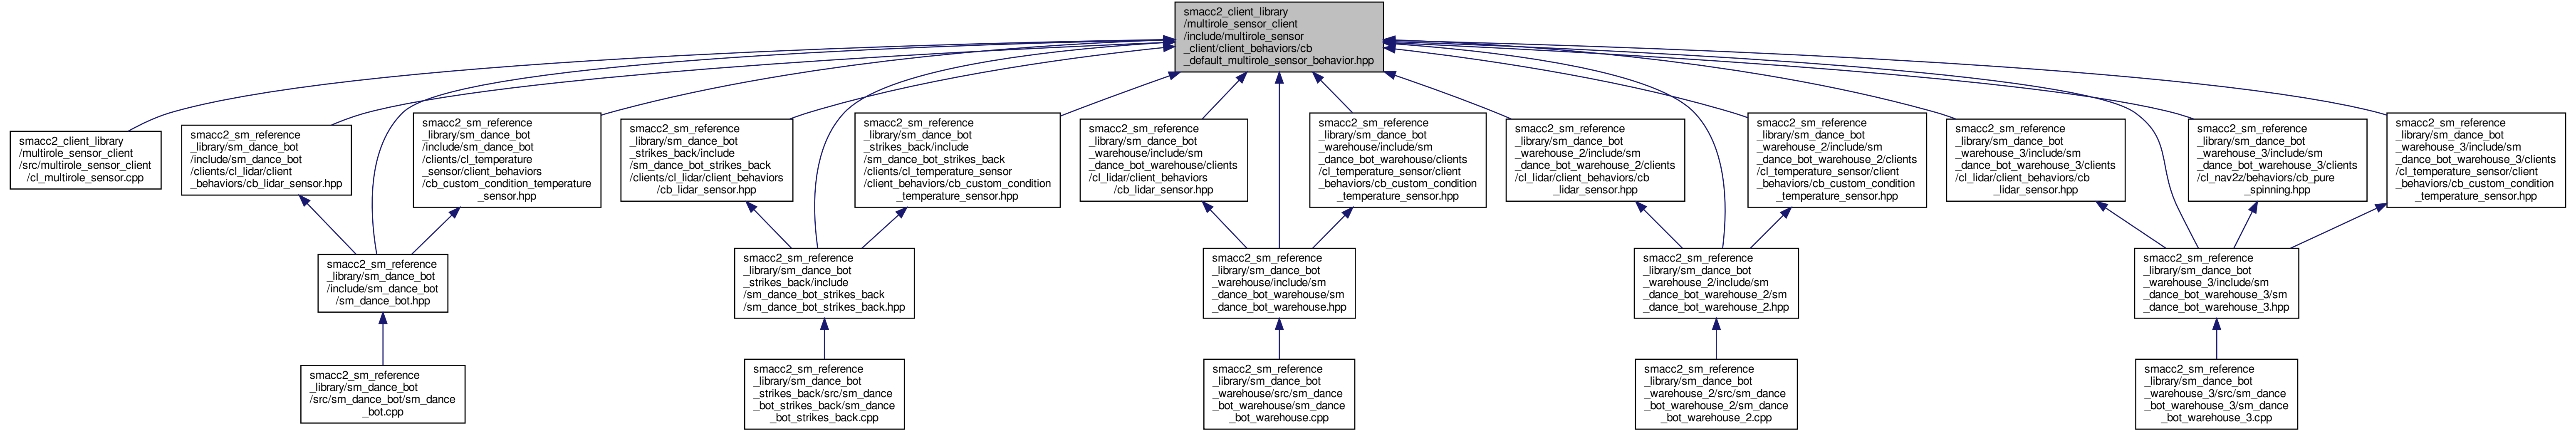 smacc2_client_library
/multirole_sensor_client
/include/multirole_sensor
_client/client_behaviors/cb
_default_multirole_sensor_behavior.hpp
smacc2_client_library
/multirole_sensor_client
/src/multirole_sensor_client
/cl_multirole_sensor.cpp
smacc2_sm_reference
_library/sm_dance_bot
/include/sm_dance_bot
/clients/cl_lidar/client
_behaviors/cb_lidar_sensor.hpp
smacc2_sm_reference
_library/sm_dance_bot
/include/sm_dance_bot
/clients/cl_temperature
_sensor/client_behaviors
/cb_custom_condition_temperature
_sensor.hpp
smacc2_sm_reference
_library/sm_dance_bot
_strikes_back/include
/sm_dance_bot_strikes_back
/clients/cl_lidar/client_behaviors
/cb_lidar_sensor.hpp
smacc2_sm_reference
_library/sm_dance_bot
_strikes_back/include
/sm_dance_bot_strikes_back
/clients/cl_temperature_sensor
/client_behaviors/cb_custom_condition
_temperature_sensor.hpp
smacc2_sm_reference
_library/sm_dance_bot
_warehouse/include/sm
_dance_bot_warehouse/clients
/cl_lidar/client_behaviors
/cb_lidar_sensor.hpp
smacc2_sm_reference
_library/sm_dance_bot
_warehouse/include/sm
_dance_bot_warehouse/clients
/cl_temperature_sensor/client
_behaviors/cb_custom_condition
_temperature_sensor.hpp
smacc2_sm_reference
_library/sm_dance_bot
_warehouse_2/include/sm
_dance_bot_warehouse_2/clients
/cl_lidar/client_behaviors/cb
_lidar_sensor.hpp
smacc2_sm_reference
_library/sm_dance_bot
_warehouse_2/include/sm
_dance_bot_warehouse_2/clients
/cl_temperature_sensor/client
_behaviors/cb_custom_condition
_temperature_sensor.hpp
smacc2_sm_reference
_library/sm_dance_bot
_warehouse_3/include/sm
_dance_bot_warehouse_3/clients
/cl_lidar/client_behaviors/cb
_lidar_sensor.hpp
smacc2_sm_reference
_library/sm_dance_bot
_warehouse_3/include/sm
_dance_bot_warehouse_3/clients
/cl_nav2z/behaviors/cb_pure
_spinning.hpp
smacc2_sm_reference
_library/sm_dance_bot
_warehouse_3/include/sm
_dance_bot_warehouse_3/clients
/cl_temperature_sensor/client
_behaviors/cb_custom_condition
_temperature_sensor.hpp
smacc2_sm_reference
_library/sm_dance_bot
/include/sm_dance_bot
/sm_dance_bot.hpp
smacc2_sm_reference
_library/sm_dance_bot
_strikes_back/include
/sm_dance_bot_strikes_back
/sm_dance_bot_strikes_back.hpp
smacc2_sm_reference
_library/sm_dance_bot
_warehouse/include/sm
_dance_bot_warehouse/sm
_dance_bot_warehouse.hpp
smacc2_sm_reference
_library/sm_dance_bot
_warehouse_2/include/sm
_dance_bot_warehouse_2/sm
_dance_bot_warehouse_2.hpp
smacc2_sm_reference
_library/sm_dance_bot
_warehouse_3/include/sm
_dance_bot_warehouse_3/sm
_dance_bot_warehouse_3.hpp
smacc2_sm_reference
_library/sm_dance_bot
/src/sm_dance_bot/sm_dance
_bot.cpp
smacc2_sm_reference
_library/sm_dance_bot
_strikes_back/src/sm_dance
_bot_strikes_back/sm_dance
_bot_strikes_back.cpp
smacc2_sm_reference
_library/sm_dance_bot
_warehouse/src/sm_dance
_bot_warehouse/sm_dance
_bot_warehouse.cpp
smacc2_sm_reference
_library/sm_dance_bot
_warehouse_2/src/sm_dance
_bot_warehouse_2/sm_dance
_bot_warehouse_2.cpp
smacc2_sm_reference
_library/sm_dance_bot
_warehouse_3/src/sm_dance
_bot_warehouse_3/sm_dance
_bot_warehouse_3.cpp